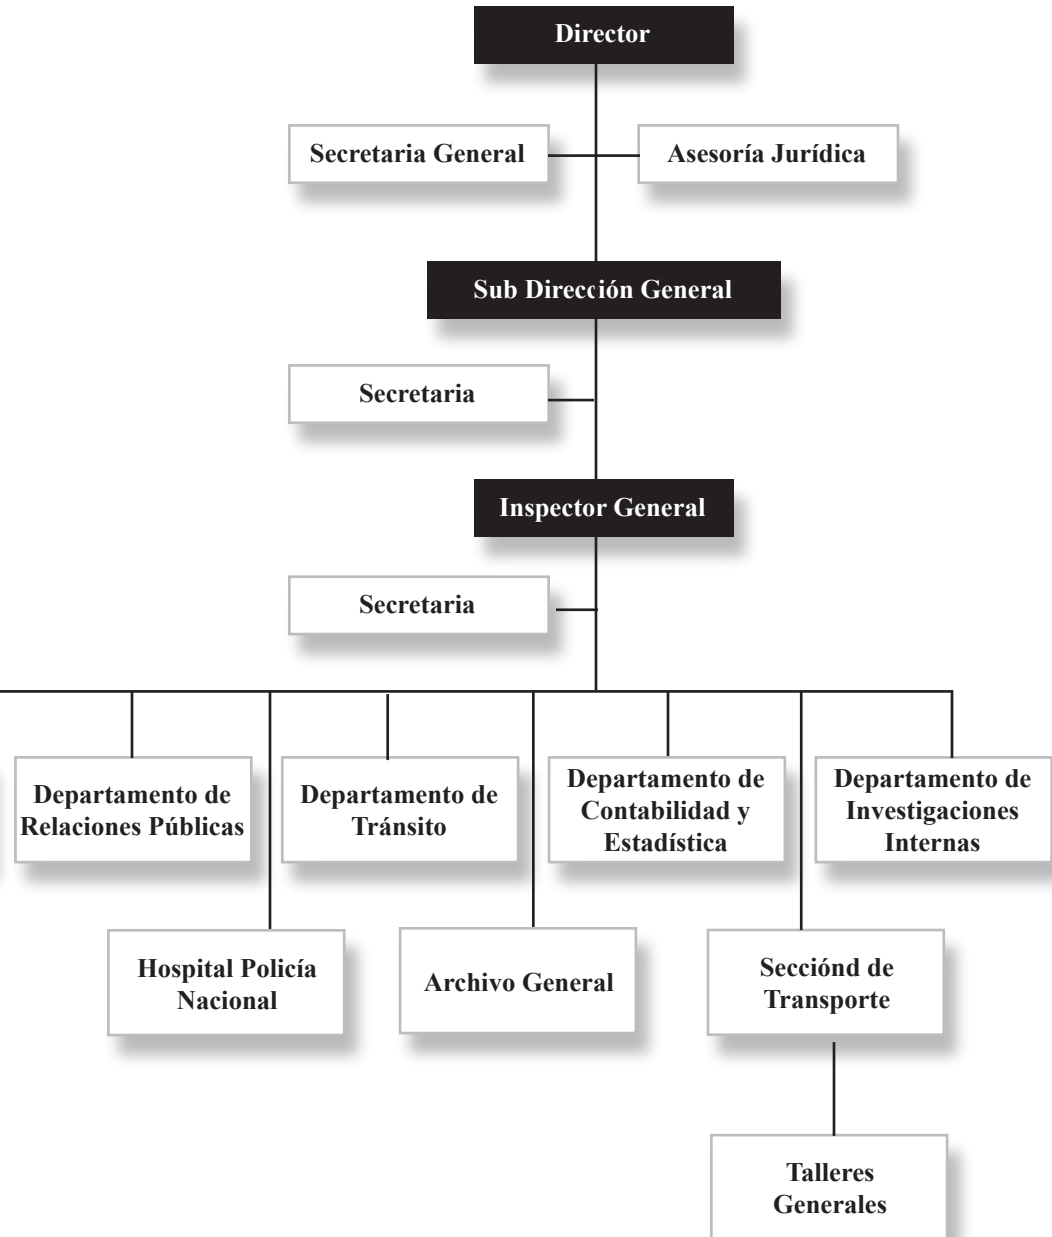 Director
Secretaria General
Asesoría Jurídica
Sub Dirección General
Secretaria
Inspector General
Secretaria
Departamento de
Relaciones Públicas
Departamento de
Tránsito
Departamento de
Contabilidad y
Estadística
Departamento de
Investigaciones
Internas
Hospital Policía
Nacional
Archivo General
Secciónd de
Transporte
Talleres
Generales